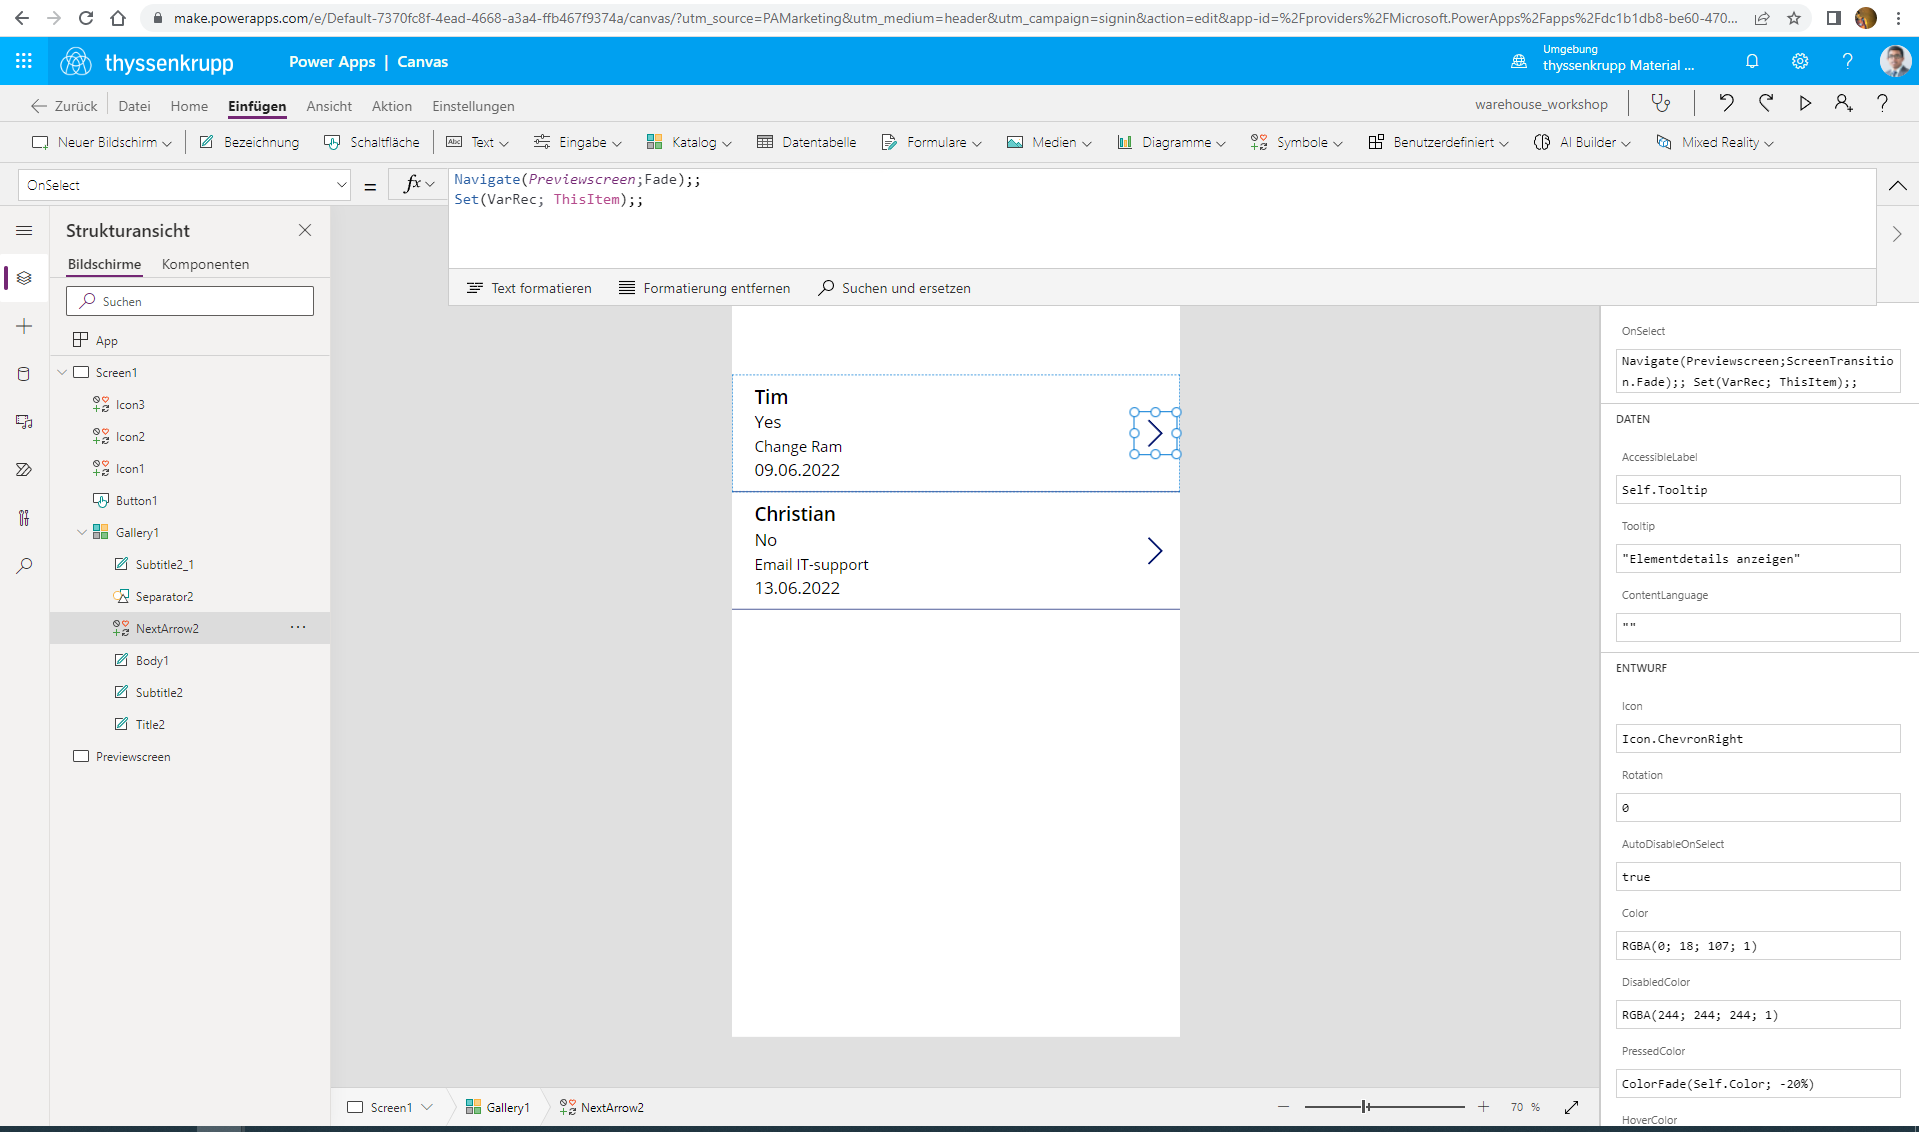 make.powerapps.com/e/Default-7370fc8f-4ead-4668-a3a4-ffb467f9374a/canvas/?utm_source=PAMarketing&utm_medium=header&utm_campaign=signin&action=edit&app-id=%2Fproviders%2FMicrosoft.PowerApps%2Fapps%2Fdc1b1db8-be60-470...
thyssenkrupp
Power Apps | Canvas
Umgebung
thyssenkrupp Material ...
?
Zurück
Datei
Home
Einfügen
Ansicht
Aktion
Einstellungen
warehouse_workshop
?
Neuer Bildschirm
Bezeichnung
Schaltfläche
Abc
Text
Eingabe
Katalog
Datentabelle
Formulare
Medien
Diagramme
Symbole
Benutzerdefiniert
AI Builder
Mixed Reality
OnSelect
=
fx
Navigate(Previewscreen;Fade);;
Set(VarRec; ThisItem);;
Text formatieren
Formatierung entfernen
Suchen und ersetzen
Strukturansicht
Bildschirme
Komponenten
Suchen
App
Screen1
Icon3
Icon2
Icon1
Button1
Gallery1
Subtitle2_1
Separator2
NextArrow2
...
Body1
Subtitle2
Title2
Previewscreen
Tim
Yes
Change Ram
09.06.2022
Christian
No
Email IT-support
13.06.2022
OnSelect
Navigate(Previewscreen;ScreenTransitio
n.Fade);; Set(VarRec; ThisItem);;
DATEN
AccessibleLabel
Self.Tooltip
Tooltip
"Elementdetails anzeigen"
ContentLanguage
""
ENTWURF
Icon
Icon.ChevronRight
Rotation
0
AutoDisableOnSelect
true
Color
RGBA(0; 18; 107; 1)
DisabledColor
RGBA(244; 244; 244; 1)
PressedColor
ColorFade(Self.Color; -20%)
HoverColor
Screen1
Gallery1
NextArrow2
70 %